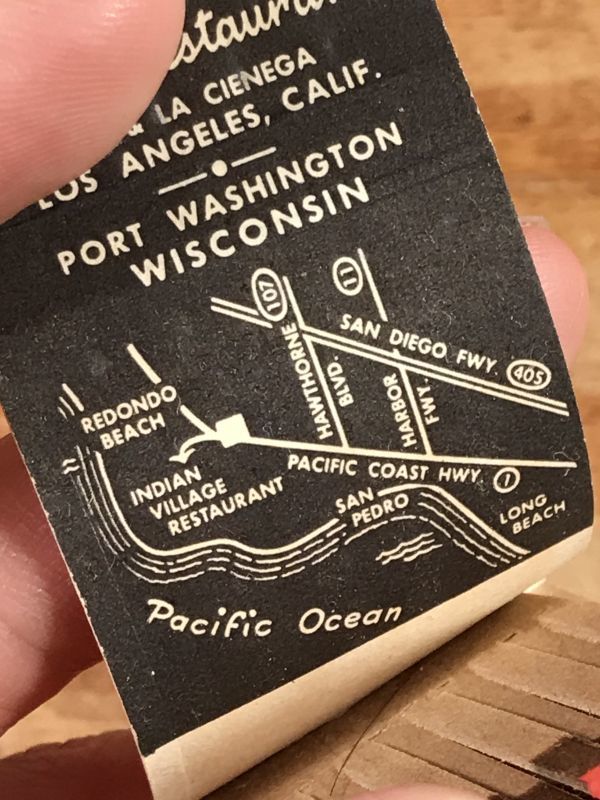 & LA CIENEGA
LOS ANGELES, CALIF.
PORT WASHINGTON
WISCONSIN
107
11
SAN DIEGO FWY. 405
HAWTHORNE
BLVD.
HARBOR
FWY.
REDONDO
BEACH
PACIFIC COAST HWY. 1
INDIAN
VILLAGE
RESTAURANT
SAN
PEDRO
LONG
BEACH
Pacific Ocean